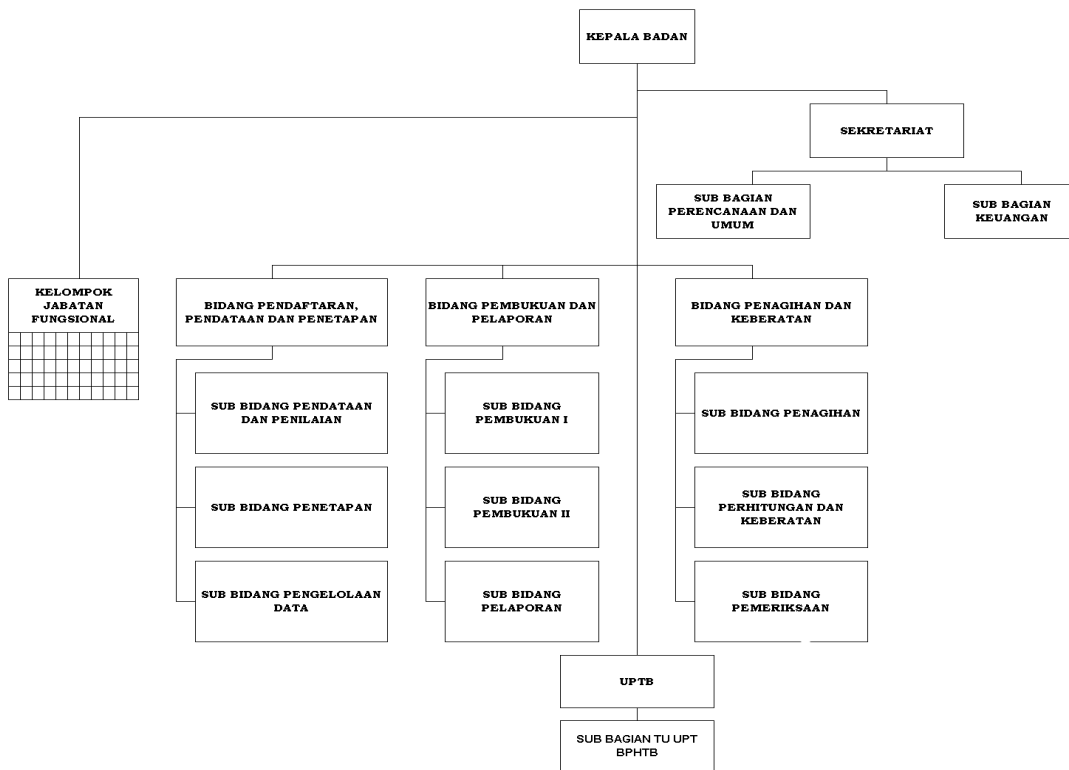 KEPALA BADAN
SEKRETARIAT
SUB BAGIAN
PERENCANAAN DAN
UMUM
SUB BAGIAN
KEUANGAN
KELOMPOK
JABATAN
FUNGSIONAL
BIDANG PENDAFTARAN,
PENDATAAN DAN PENETAPAN
BIDANG PEMBUKUAN DAN
PELAPORAN
BIDANG PENAGIHAN DAN
KEBERATAN
SUB BIDANG PENDATAAN
DAN PENILAIAN
SUB BIDANG
PEMBUKUAN I
SUB BIDANG PENAGIHAN
SUB BIDANG PENETAPAN
SUB BIDANG
PEMBUKUAN II
SUB BIDANG
PERHITUNGAN DAN
KEBERATAN
SUB BIDANG PENGELOLAAN
DATA
SUB BIDANG
PELAPORAN
SUB BIDANG
PEMERIKSAAN
UPTB
SUB BAGIAN TU UPT
BPHTB